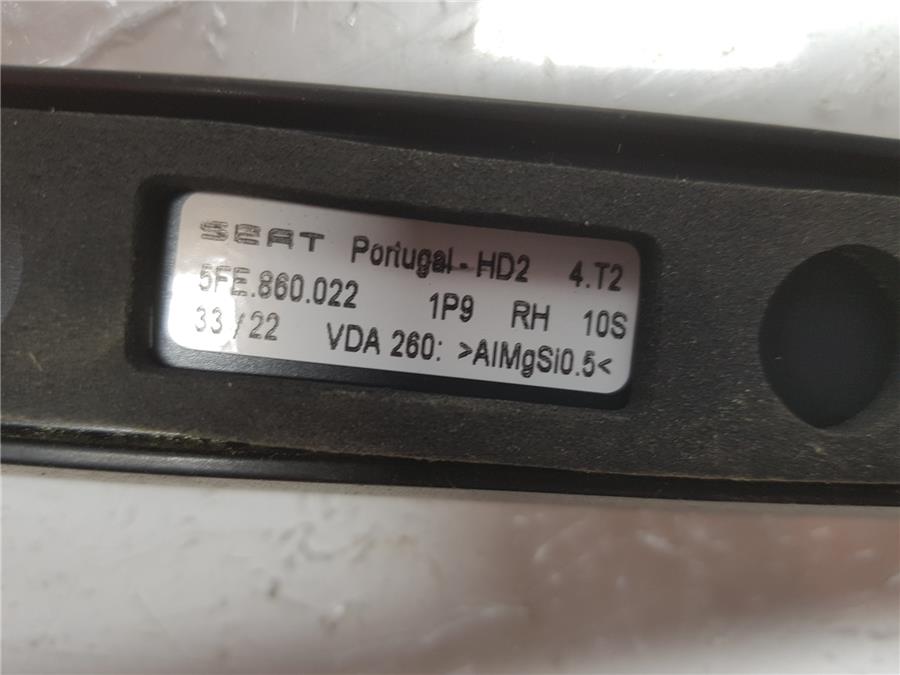 SEAT Portugal - HD2 4.T2
5FE.860.022 1P9 RH 10S
33 / 22 VDA 260: >AlMgSi0.5<